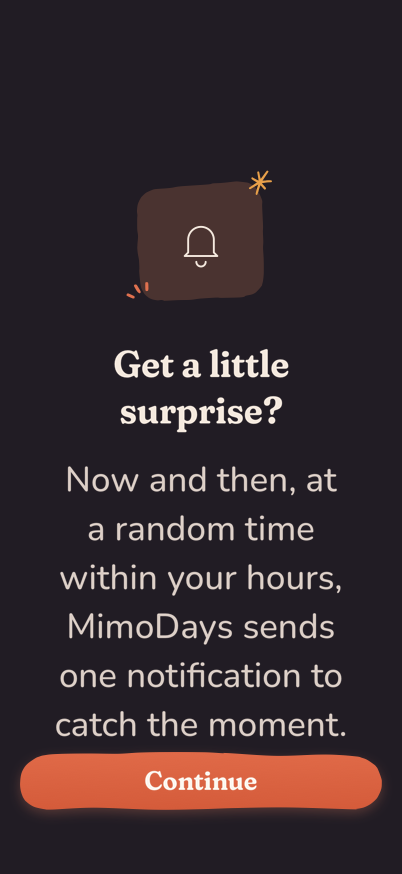 Get a little
surprise?
Now and then, at
a random time
within your hours,
MimoDays sends
one notification to
catch the moment.
Continue